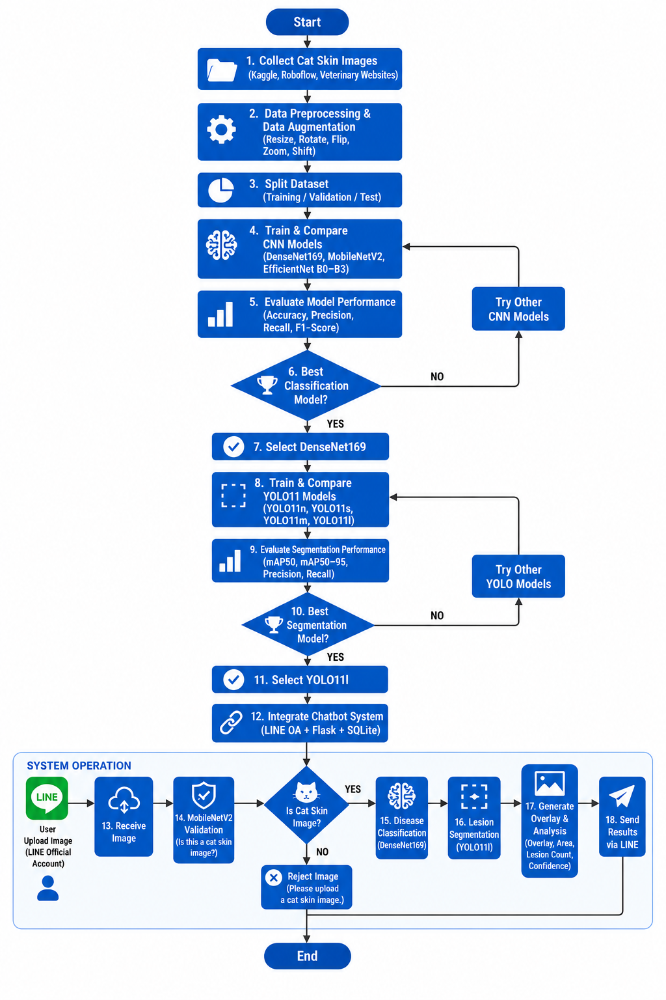 Start
1. Collect Cat Skin Images
(Kaggle, Roboflow, Veterinary Websites)
2. Data Preprocessing &
Data Augmentation
(Resize, Rotate, Flip,
Zoom, Shift)
3. Split Dataset
(Training / Validation / Test)
4. Train & Compare
CNN Models
(DenseNet169, MobileNetV2,
EfficientNet B0–B3)
5. Evaluate Model Performance
(Accuracy, Precision,
Recall, F1-Score)
Try Other
CNN Models
6. Best
Classification
Model?
NO
YES
7. Select DenseNet169
8. Train & Compare
YOLO11 Models
(YOLO11n, YOLO11s,
YOLO11m, YOLO11l)
9. Evaluate Segmentation Performance
(mAP50, mAP50–95,
Precision, Recall)
Try Other
YOLO Models
10. Best
Segmentation
Model?
NO
YES
11. Select YOLO11l
12. Integrate Chatbot System
(LINE OA + Flask + SQLite)
SYSTEM OPERATION
LINE
User
Upload Image
(LINE Official
Account)
13. Receive
Image
14. MobileNetV2
Validation
(Is this a cat skin
image?)
Is Cat Skin
Image?
YES
NO
Reject Image
(Please upload
a cat skin image.)
15. Disease
Classification
(DenseNet169)
16. Lesion
Segmentation
(YOLO11l)
17. Generate
Overlay &
Analysis
(Overlay, Area,
Lesion Count,
Confidence)
18. Send
Results
via LINE
End